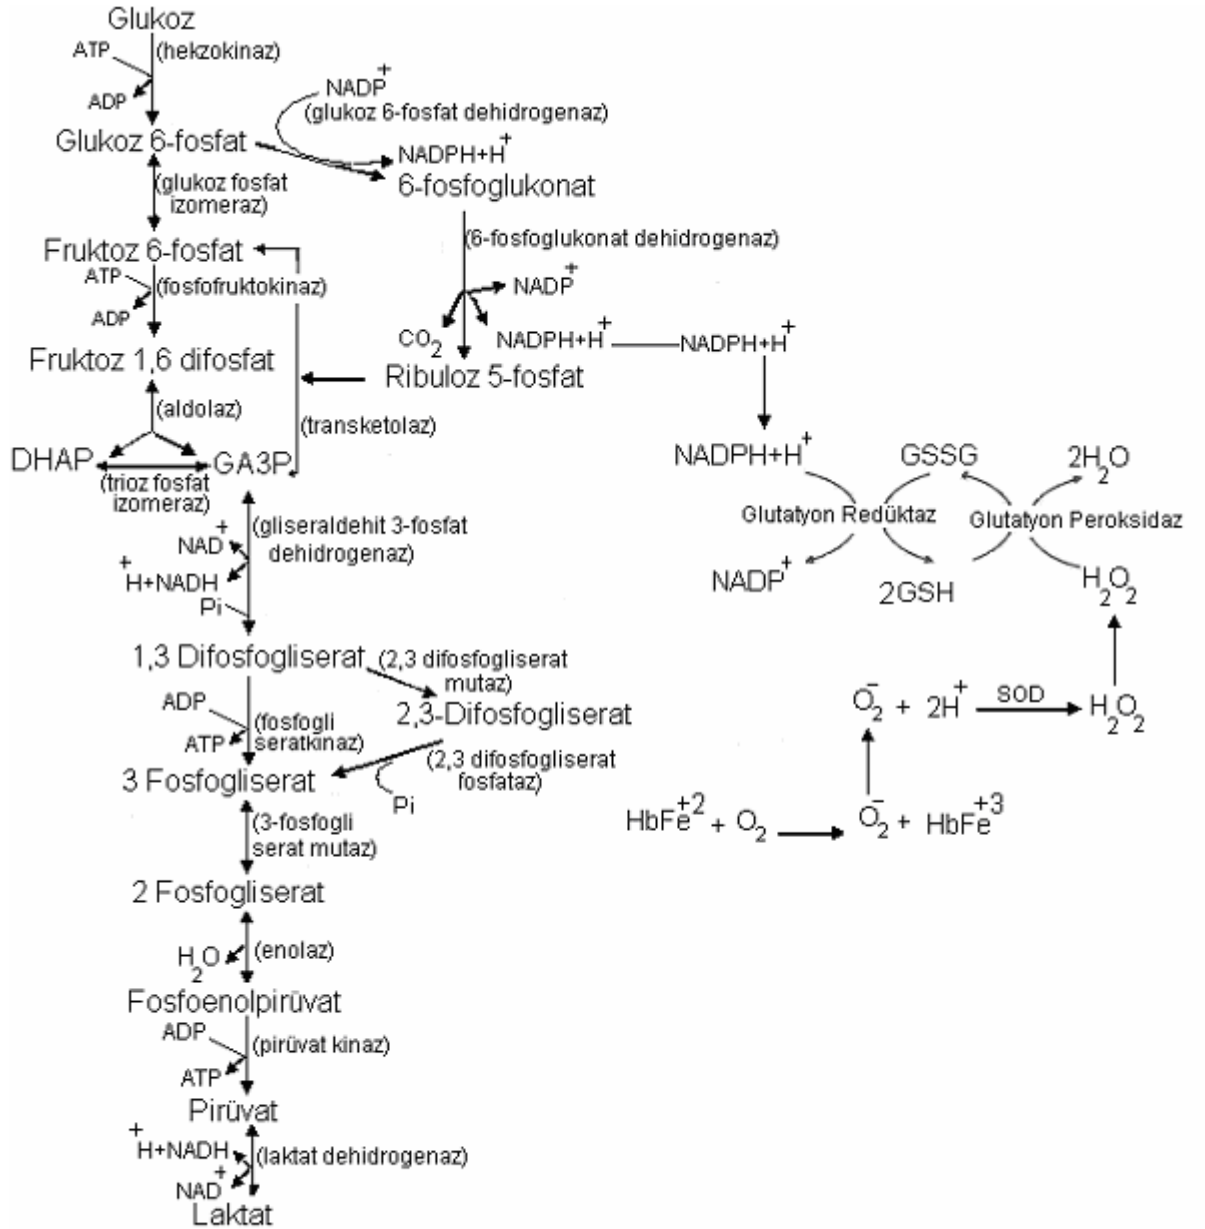 Glukoz
ATP
(hekzokinaz)
ADP
NADP+
(glukoz 6-fosfat dehidrogenaz)
Glukoz 6-fosfat
NADPH+H+
6-fosfoglukonat
(glukoz fosfat
izomeraz)
(6-fosfoglukonat dehidrogenaz)
Fruktoz 6-fosfat
ATP
(fosfofruktokinaz)
ADP
NADP+
CO2
NADPH+H+
NADPH+H+
Fruktoz 1,6 difosfat
Ribuloz 5-fosfat
(aldolaz)
(transketolaz)
DHAP
GA3P
(trioz fosfat
izomeraz)
NADPH+H+
GSSG
2H2O
Glutatyon Redüktaz
Glutatyon Peroksidaz
NADP+
2GSH
H2O2
(gliseraldehit 3-fosfat
dehidrogenaz)
NAD+
+H+NADH
Pi
1,3 Difosfogliserat
(2,3 difosfogliserat
mutaz)
2,3-Difosfogliserat
ADP
(fosfogli
seratkinaz)
ATP
(2,3 difosfogliserat
fosfataz)
Pi
3 Fosfogliserat
O2- + 2H+
SOD
H2O2
HbFe+2 + O2
O2- + HbFe+3
(3-fosfogli
serat mutaz)
2 Fosfogliserat
H2O
(enolaz)
Fosfoenolpirüvat
ADP
(pirüvat kinaz)
ATP
Pirüvat
+H+NADH
(laktat dehidrogenaz)
NAD+
Laktat